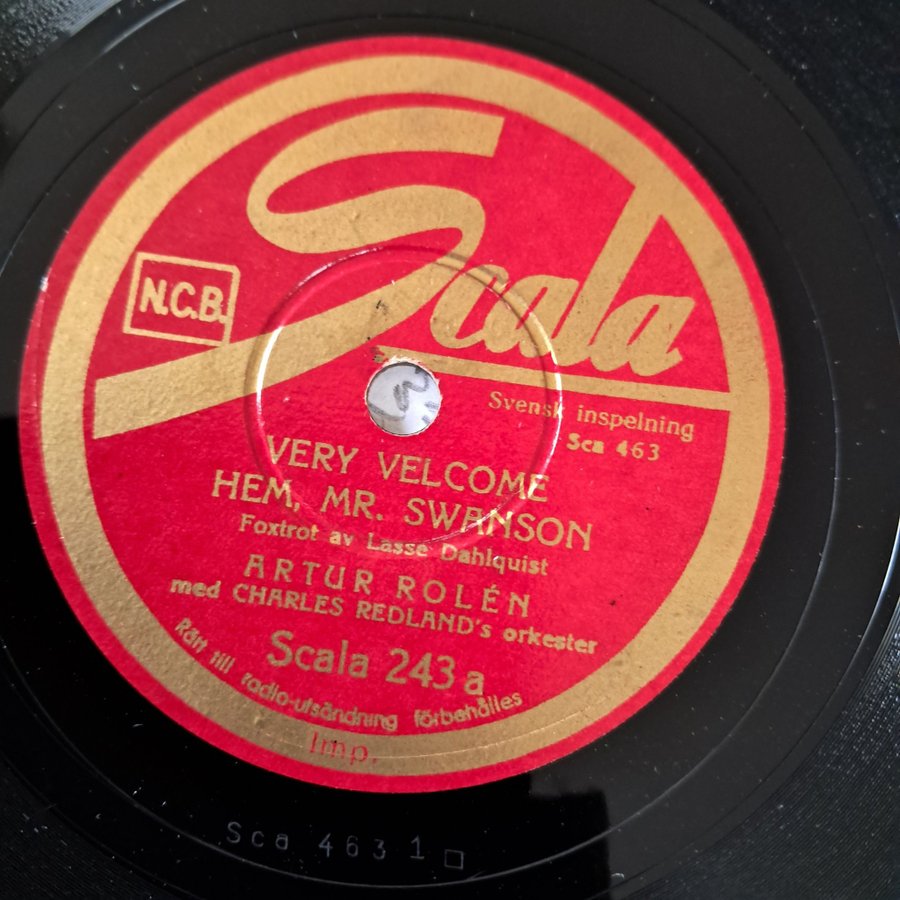 Scala
N.C.B.
Svensk inspelning
Sca 463
VERY VELCOME
HEM, MR. SWANSON
Foxtrot av Lasse Dahlquist
ARTUR ROLÉN
med CHARLES REDLAND's orkester
Scala 243 a
Rätt till radio-utsändning förbehålles
Imp.
Sca 463 1